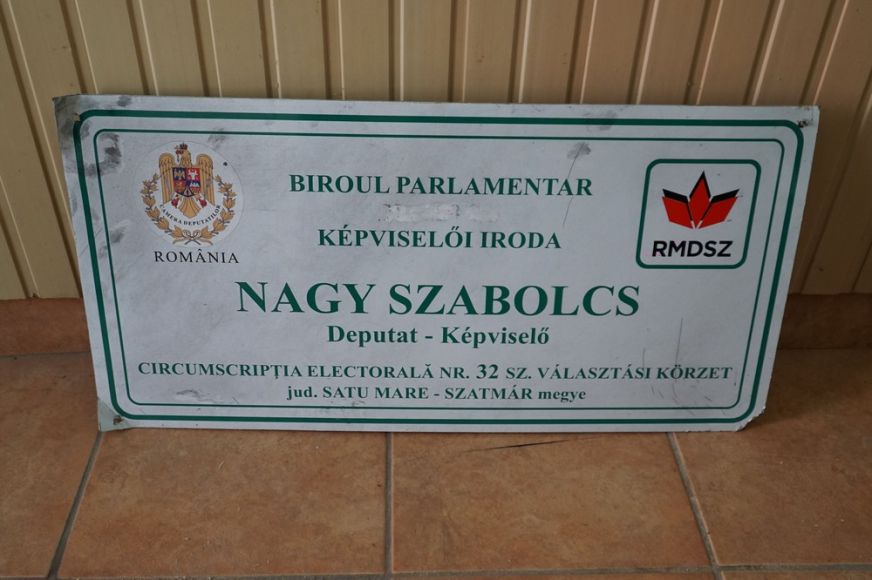 BIROUL PARLAMENTAR
KÉPVISELŐI IRODA
CAMERA DEPUTAȚILOR
ROMÂNIA
RMDSZ
NAGY SZABOLCS
Deputat - Képviselő
CIRCUMSCRIPŢIA ELECTORALĂ NR. 32 SZ. VÁLASZTÁSI KÖRZET
jud. SATU MARE - SZATMÁR megye